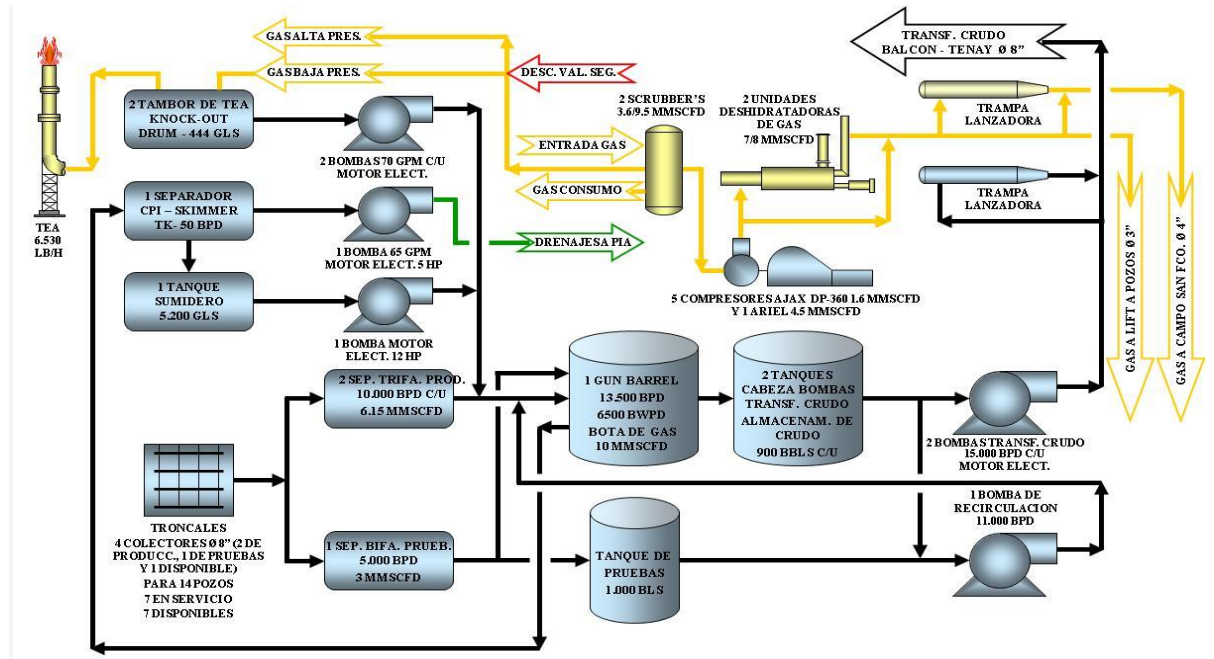 GAS ALTA PRES.
GAS BAJA PRES.
DESC. VAL. SEG.
TRANSF. CRUDO
BALCON - TENAY Ø 8”
2 TAMBOR DE TEA
KNOCK-OUT
DRUM - 444 GLS
2 BOMBAS 70 GPM C/U
MOTOR ELECT.
2 SCRUBBER’S
3.6/9.5 MMSCFD
2 UNIDADES
DESHIDRATADORAS
DE GAS
7/8 MMSCFD
TRAMPA
LANZADORA
ENTRADA GAS
GAS CONSUMO
TRAMPA
LANZADORA
TEA
6.530
LB/H
1 SEPARADOR
CPI – SKIMMER
TK- 50 BPD
1 BOMBA 65 GPM
MOTOR ELECT. 5 HP
DRENAJES A PIA
1 TANQUE
SUMIDERO
5.200 GLS
1 BOMBA MOTOR
ELECT. 12 HP
5 COMPRESORES AJAX DP-360 1.6 MMSCFD
Y 1 ARIEL 4.5 MMSCFD
GAS A LIFT A POZOS Ø 3”
GAS A CAMPO SAN FCO. Ø 4”
2 SEP. TRIFA. PROD.
10.000 BPD C/U
6.15 MMSCFD
1 GUN BARREL
13.500 BPD
6500 BWPD
BOTA DE GAS
10 MMSCFD
2 TANQUES
CABEZA BOMBAS
TRANSF. CRUDO
ALMACENAM. DE
CRUDO
900 BBLS C/U
2 BOMBAS TRANSF. CRUDO
15.000 BPD C/U
MOTOR ELECT.
TRONCALES
4 COLECTORES Ø 8” (2 DE
PRODUCC., 1 DE PRUEBAS
Y 1 DISPONIBLE)
PARA 14 POZOS
7 EN SERVICIO
7 DISPONIBLES
1 SEP. BIFA. PRUEB.
5.000 BPD
3 MMSCFD
TANQUE DE
PRUEBAS
1.000 BLS
1 BOMBA DE
RECIRCULACION
11.000 BPD